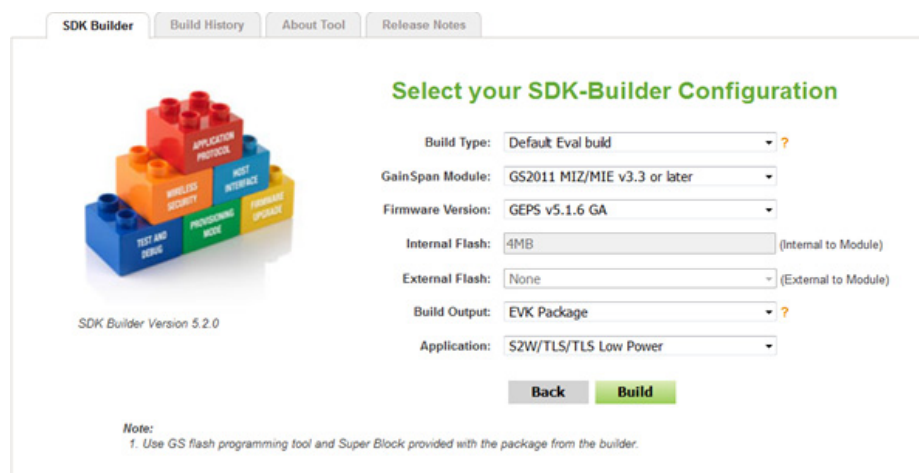 SDK Builder
Build History
About Tool
Release Notes
Select your SDK-Builder Configuration
APPLICATION
PROTOCOL
WIRELESS
SECURITY
HOST
INTERFACE
TEST AND
DEBUG
PROVISIONING
MODE
FIRMWARE
UPGRADE
SDK Builder Version 5.2.0
Build Type: Default Eval build ?
GainSpan Module: GS2011 MIZ/MIE v3.3 or later
Firmware Version: GEPS v5.1.6 GA
Internal Flash: 4MB (Internal to Module)
External Flash: None (External to Module)
Build Output: EVK Package ?
Application: S2W/TLS/TLS Low Power
Back Build
Note:
1. Use GS flash programming tool and Super Block provided with the package from the builder.